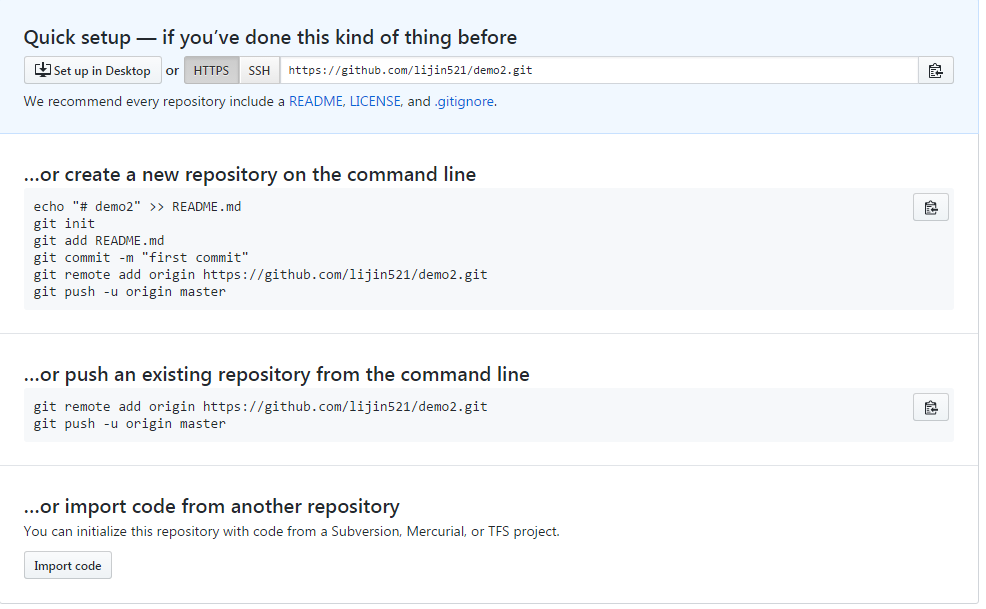 Quick setup — if you've done this kind of thing before
Set up in Desktop or HTTPS SSH https://github.com/lijin521/demo2.git
We recommend every repository include a README, LICENSE, and .gitignore.
…or create a new repository on the command line
echo "# demo2" >> README.md
git init
git add README.md
git commit -m "first commit"
git remote add origin https://github.com/lijin521/demo2.git
git push -u origin master
…or push an existing repository from the command line
git remote add origin https://github.com/lijin521/demo2.git
git push -u origin master
…or import code from another repository
You can initialize this repository with code from a Subversion, Mercurial, or TFS project.
Import code